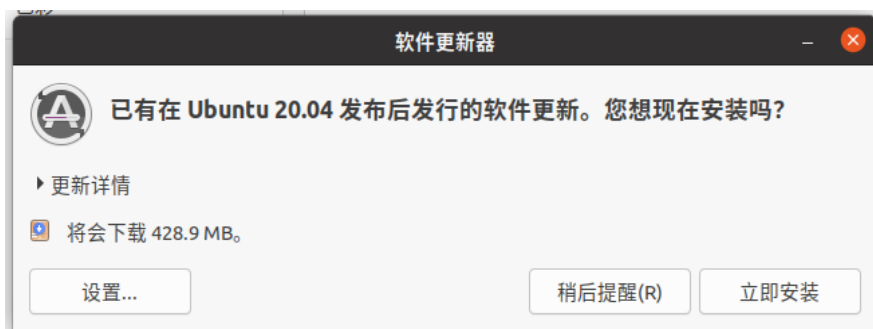 软件更新器
已有在 Ubuntu 20.04 发布后发行的软件更新。您想现在安装吗?
更新详情
将会下载 428.9 MB。
设置...
稍后提醒(R)
立即安装